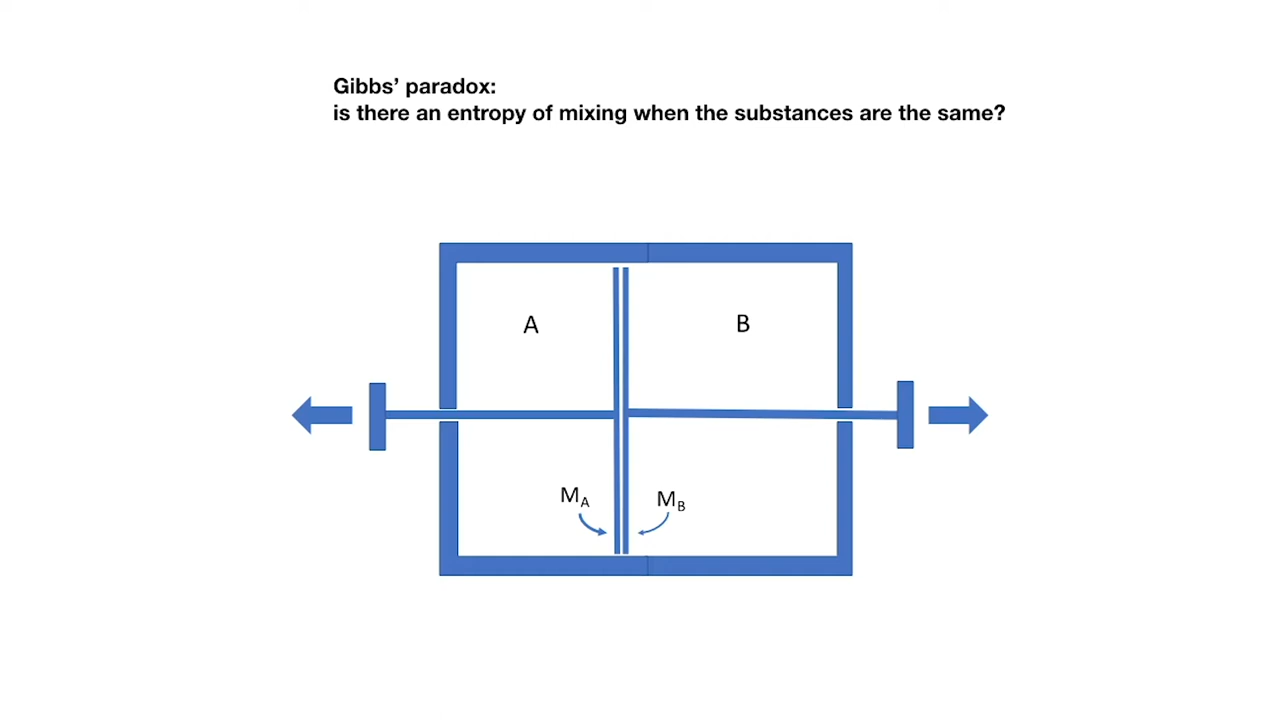 Gibbs’ paradox:
is there an entropy of mixing when the substances are the same?
A
B
MA
MB